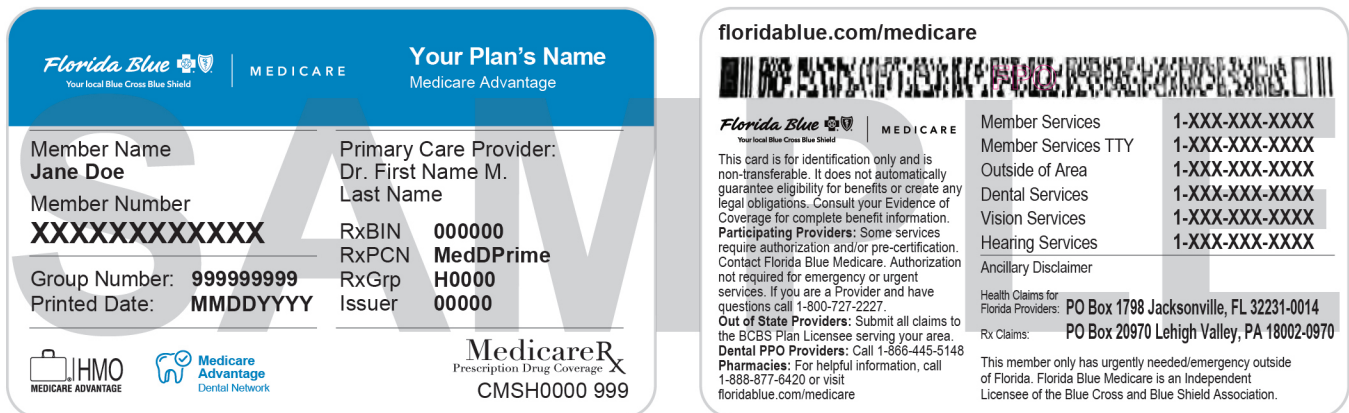 Florida Blue
Your local Blue Cross Blue Shield
MEDICARE
Your Plan's Name
Medicare Advantage
Member Name
Jane Doe
Member Number
XXXXXXXXXXXX
Group Number: 999999999
Printed Date: MMDDYYYY
Primary Care Provider:
Dr. First Name M.
Last Name
RxBIN 000000
RxPCN MedDPrime
RxGrp H0000
Issuer 00000
HMO
MEDICARE ADVANTAGE
Medicare
Advantage
Dental Network
MedicareRx
Prescription Drug Coverage
CMSH0000 999
SAMPLE
floridablue.com/medicare
FPO
Florida Blue
Your local Blue Cross Blue Shield
MEDICARE
This card is for identification only and is
non-transferable. It does not automatically
guarantee eligibility for benefits or create any
legal obligations. Consult your Evidence of
Coverage for complete benefit information.
Participating Providers: Some services
require authorization and/or pre-certification.
Contact Florida Blue Medicare. Authorization
not required for emergency or urgent
services. If you are a Provider and have
questions call 1-800-727-2227.
Out of State Providers: Submit all claims to
the BCBS Plan Licensee serving your area.
Dental PPO Providers: Call 1-866-445-5148
Pharmacies: For helpful information, call
1-888-877-6420 or visit
floridablue.com/medicare
Member Services 1-XXX-XXX-XXXX
Member Services TTY 1-XXX-XXX-XXXX
Outside of Area 1-XXX-XXX-XXXX
Dental Services 1-XXX-XXX-XXXX
Vision Services 1-XXX-XXX-XXXX
Hearing Services 1-XXX-XXX-XXXX
Ancillary Disclaimer
Health Claims for
Florida Providers: PO Box 1798 Jacksonville, FL 32231-0014
Rx Claims: PO Box 20970 Lehigh Valley, PA 18002-0970
This member only has urgently needed/emergency outside
of Florida. Florida Blue Medicare is an Independent
Licensee of the Blue Cross and Blue Shield Association.